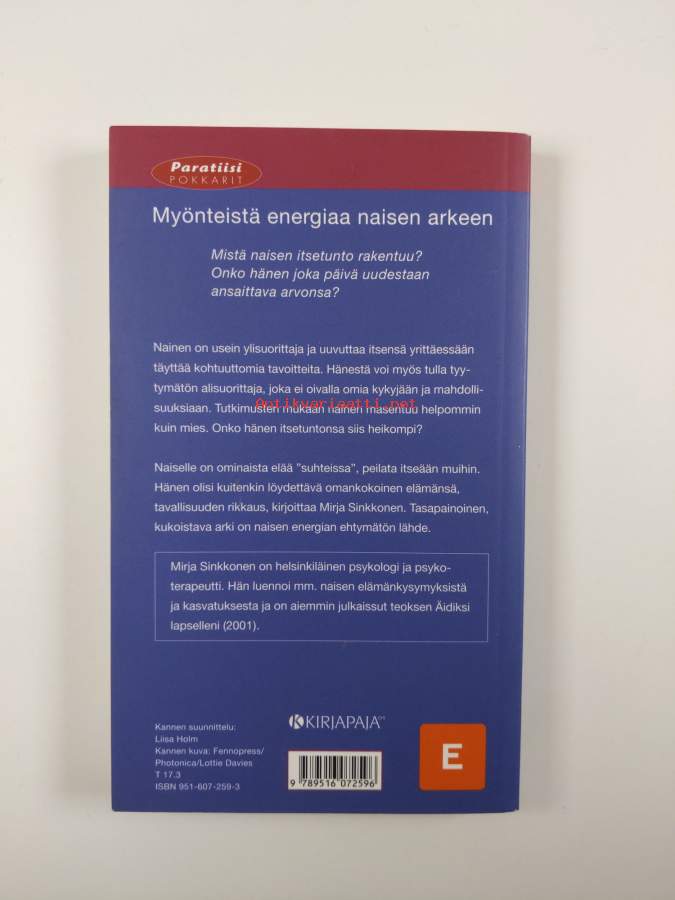 Paratiisi
POKKARIT
Myönteistä energiaa naisen arkeen
Mistä naisen itsetunto rakentuu?
Onko hänen joka päivä uudestaan
ansaittava arvonsa?
Nainen on usein ylisuorittaja ja uuvuttaa itsensä yrittäessään
täyttää kohtuuttomia tavoitteita. Hänestä voi myös tulla tyy-
tymätön alisuorittaja, joka ei oivalla omia kykyjään ja mahdolli-
Antikvariaatti.net
suuksiaan. Tutkimusten mukaan nainen masentuu helpommin
kuin mies. Onko hänen itsetuntonsa siis heikompi?
Naiselle on ominaista elää "suhteissa", peilata itseään muihin.
Hänen olisi kuitenkin löydettävä omankokoinen elämänsä,
tavallisuuden rikkaus, kirjoittaa Mirja Sinkkonen. Tasapainoinen,
kukoistava arki on naisen energian ehtymätön lähde.
Mirja Sinkkonen on helsinkiläinen psykologi ja psyko-
terapeutti. Hän luennoi mm. naisen elämänkysymyksistä
ja kasvatuksesta ja on aiemmin julkaissut teoksen Äidiksi
lapselleni (2001).
Kannen suunnittelu:
Liisa Holm
Kannen kuva: Fennopress/
Photonica/Lottie Davies
T 17.3
ISBN 951-607-259-3
KIRJAPAJA
9 789516 072596
E